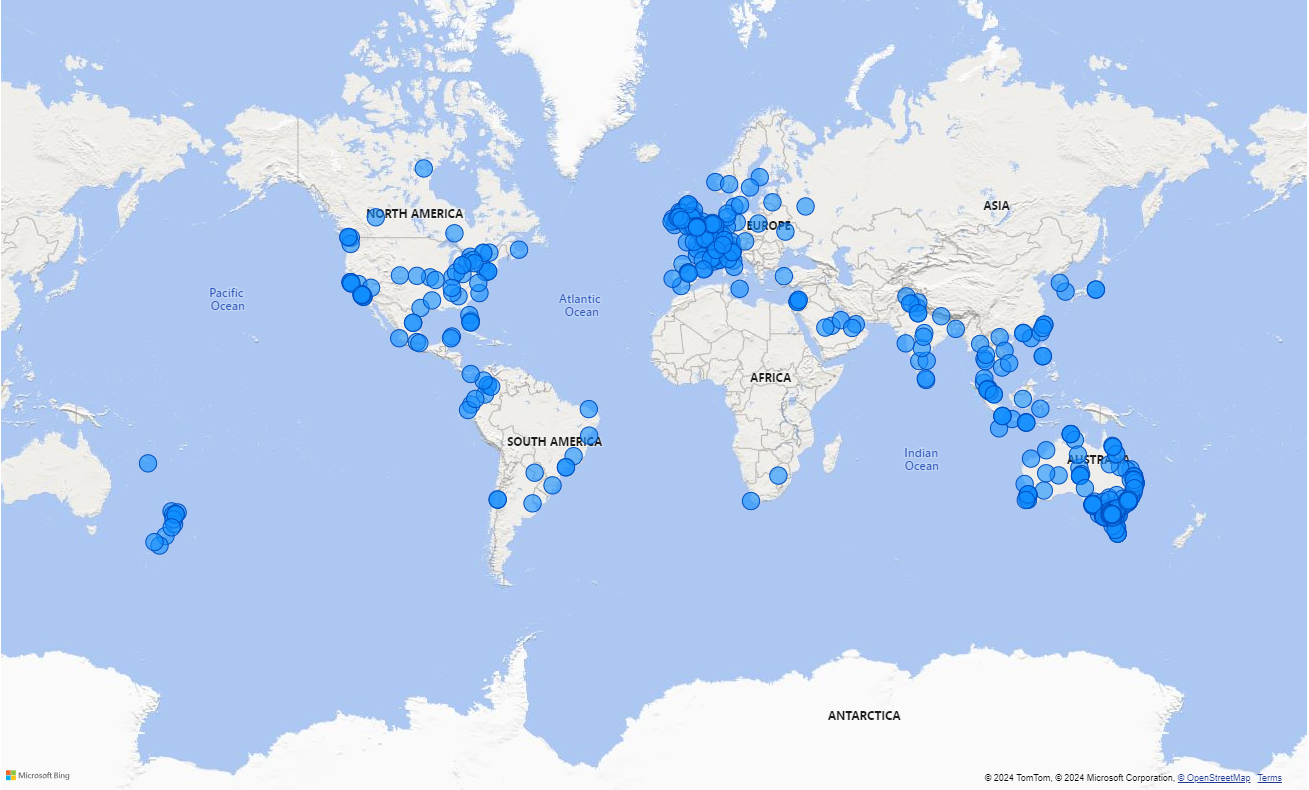 NORTH AMERICA
ASIA
EUROPE
Pacific
Ocean
Atlantic
Ocean
AFRICA
SOUTH AMERICA
Indian
Ocean
ANTARCTICA
Microsoft Bing
© 2024 TomTom, © 2024 Microsoft Corporation, © OpenStreetMap Terms